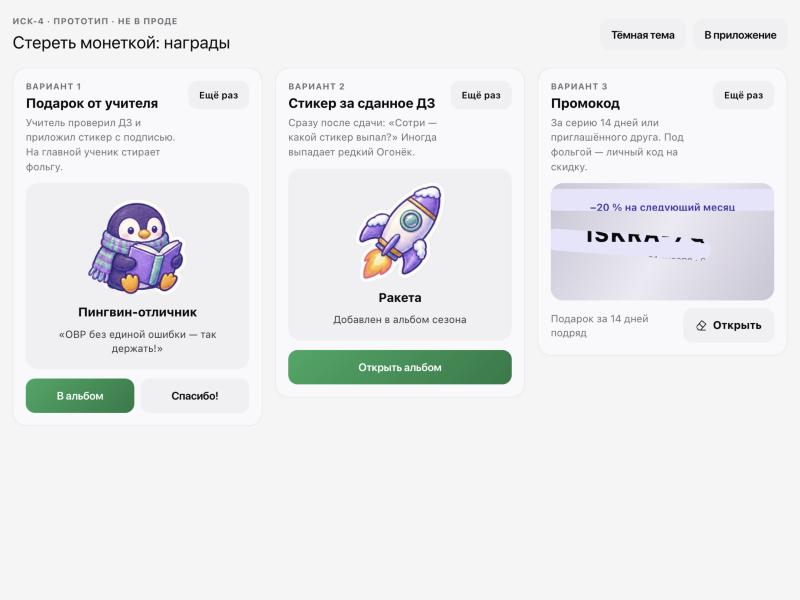 ИСК-4 · ПРОТОТИП · НЕ В ПРОДЕ
Стереть монеткой: награды
Тёмная тема
В приложение
ВАРИАНТ 1
Подарок от учителя
Ещё раз
Учитель проверил ДЗ и
приложил стикер с подписью.
На главной ученик стирает
фольгу.
Пингвин-отличник
«ОВР без единой ошибки — так
держать!»
В альбом
Спасибо!
ВАРИАНТ 2
Стикер за сданное ДЗ
Ещё раз
Сразу после сдачи: «Сотри —
какой стикер выпал?» Иногда
выпадает редкий Огонёк.
Ракета
Добавлен в альбом сезона
Открыть альбом
ВАРИАНТ 3
Промокод
Ещё раз
За серию 14 дней или
приглашённого друга. Под
фольгой — личный код на
скидку.
−20 % на следующий месяц
Подарок за 14 дней
подряд
Открыть